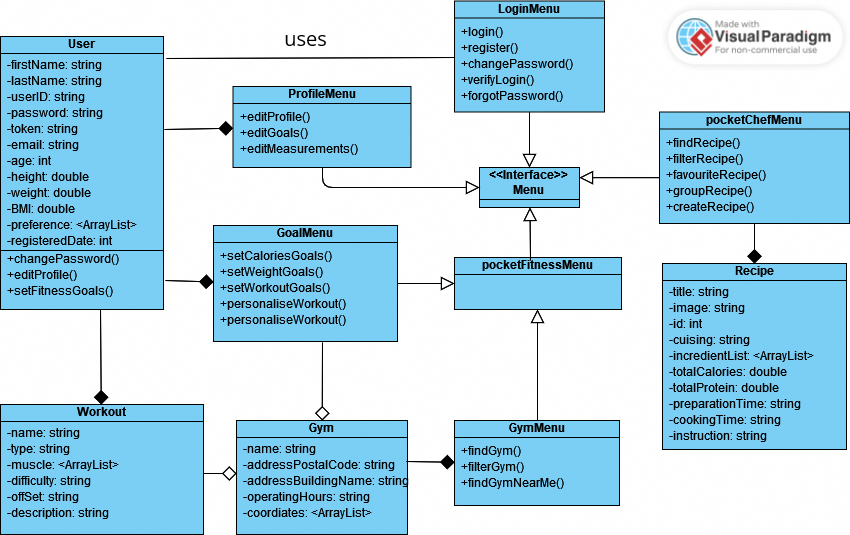 LoginMenu
+login()
+register()
+changePassword()
+verifyLogin()
+forgotPassword()
Made with
Visual Paradigm
For non-commercial use
uses
User
-firstName: string
-lastName: string
-userID: string
-password: string
-token: string
-email: string
-age: int
-height: double
-weight: double
-BMI: double
-preference: <ArrayList>
-registeredDate: int
+changePassword()
+editProfile()
+setFitnessGoals()
ProfileMenu
+editProfile()
+editGoals()
+editMeasurements()
<<Interface>>
Menu
pocketChefMenu
+findRecipe()
+filterRecipe()
+favouriteRecipe()
+groupRecipe()
+createRecipe()
GoalMenu
+setCaloriesGoals()
+setWeightGoals()
+setWorkoutGoals()
+personaliseWorkout()
+personaliseWorkout()
pocketFitnessMenu
Recipe
-title: string
-image: string
-id: int
-cuising: string
-incredientList: <ArrayList>
-totalCalories: double
-totalProtein: double
-preparationTime: string
-cookingTime: string
-instruction: string
Workout
-name: string
-type: string
-muscle: <ArrayList>
-difficulty: string
-offSet: string
-description: string
Gym
-name: string
-addressPostalCode: string
-addressBuildingName: string
-operatingHours: string
-coordiates: <ArrayList>
GymMenu
+findGym()
+filterGym()
+findGymNearMe()